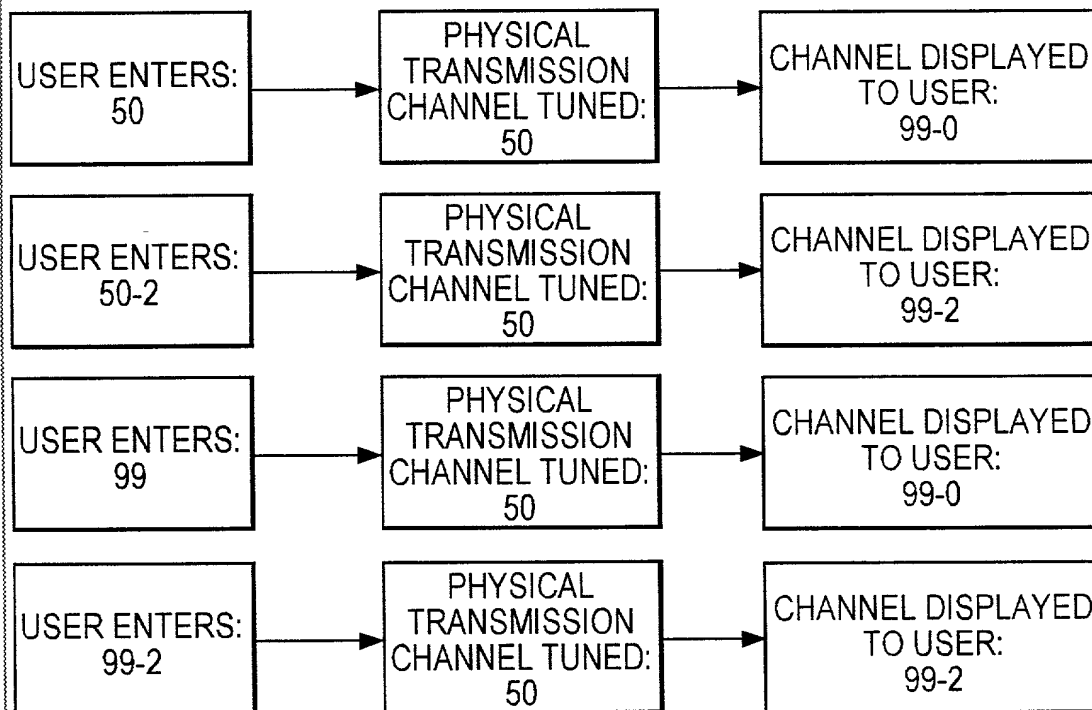 USER ENTERS:
50
PHYSICAL
TRANSMISSION
CHANNEL TUNED:
50
CHANNEL DISPLAYED
TO USER:
99-0
USER ENTERS:
50-2
PHYSICAL
TRANSMISSION
CHANNEL TUNED:
50
CHANNEL DISPLAYED
TO USER:
99-2
USER ENTERS:
99
PHYSICAL
TRANSMISSION
CHANNEL TUNED:
50
CHANNEL DISPLAYED
TO USER:
99-0
USER ENTERS:
99-2
PHYSICAL
TRANSMISSION
CHANNEL TUNED:
50
CHANNEL DISPLAYED
TO USER:
99-2